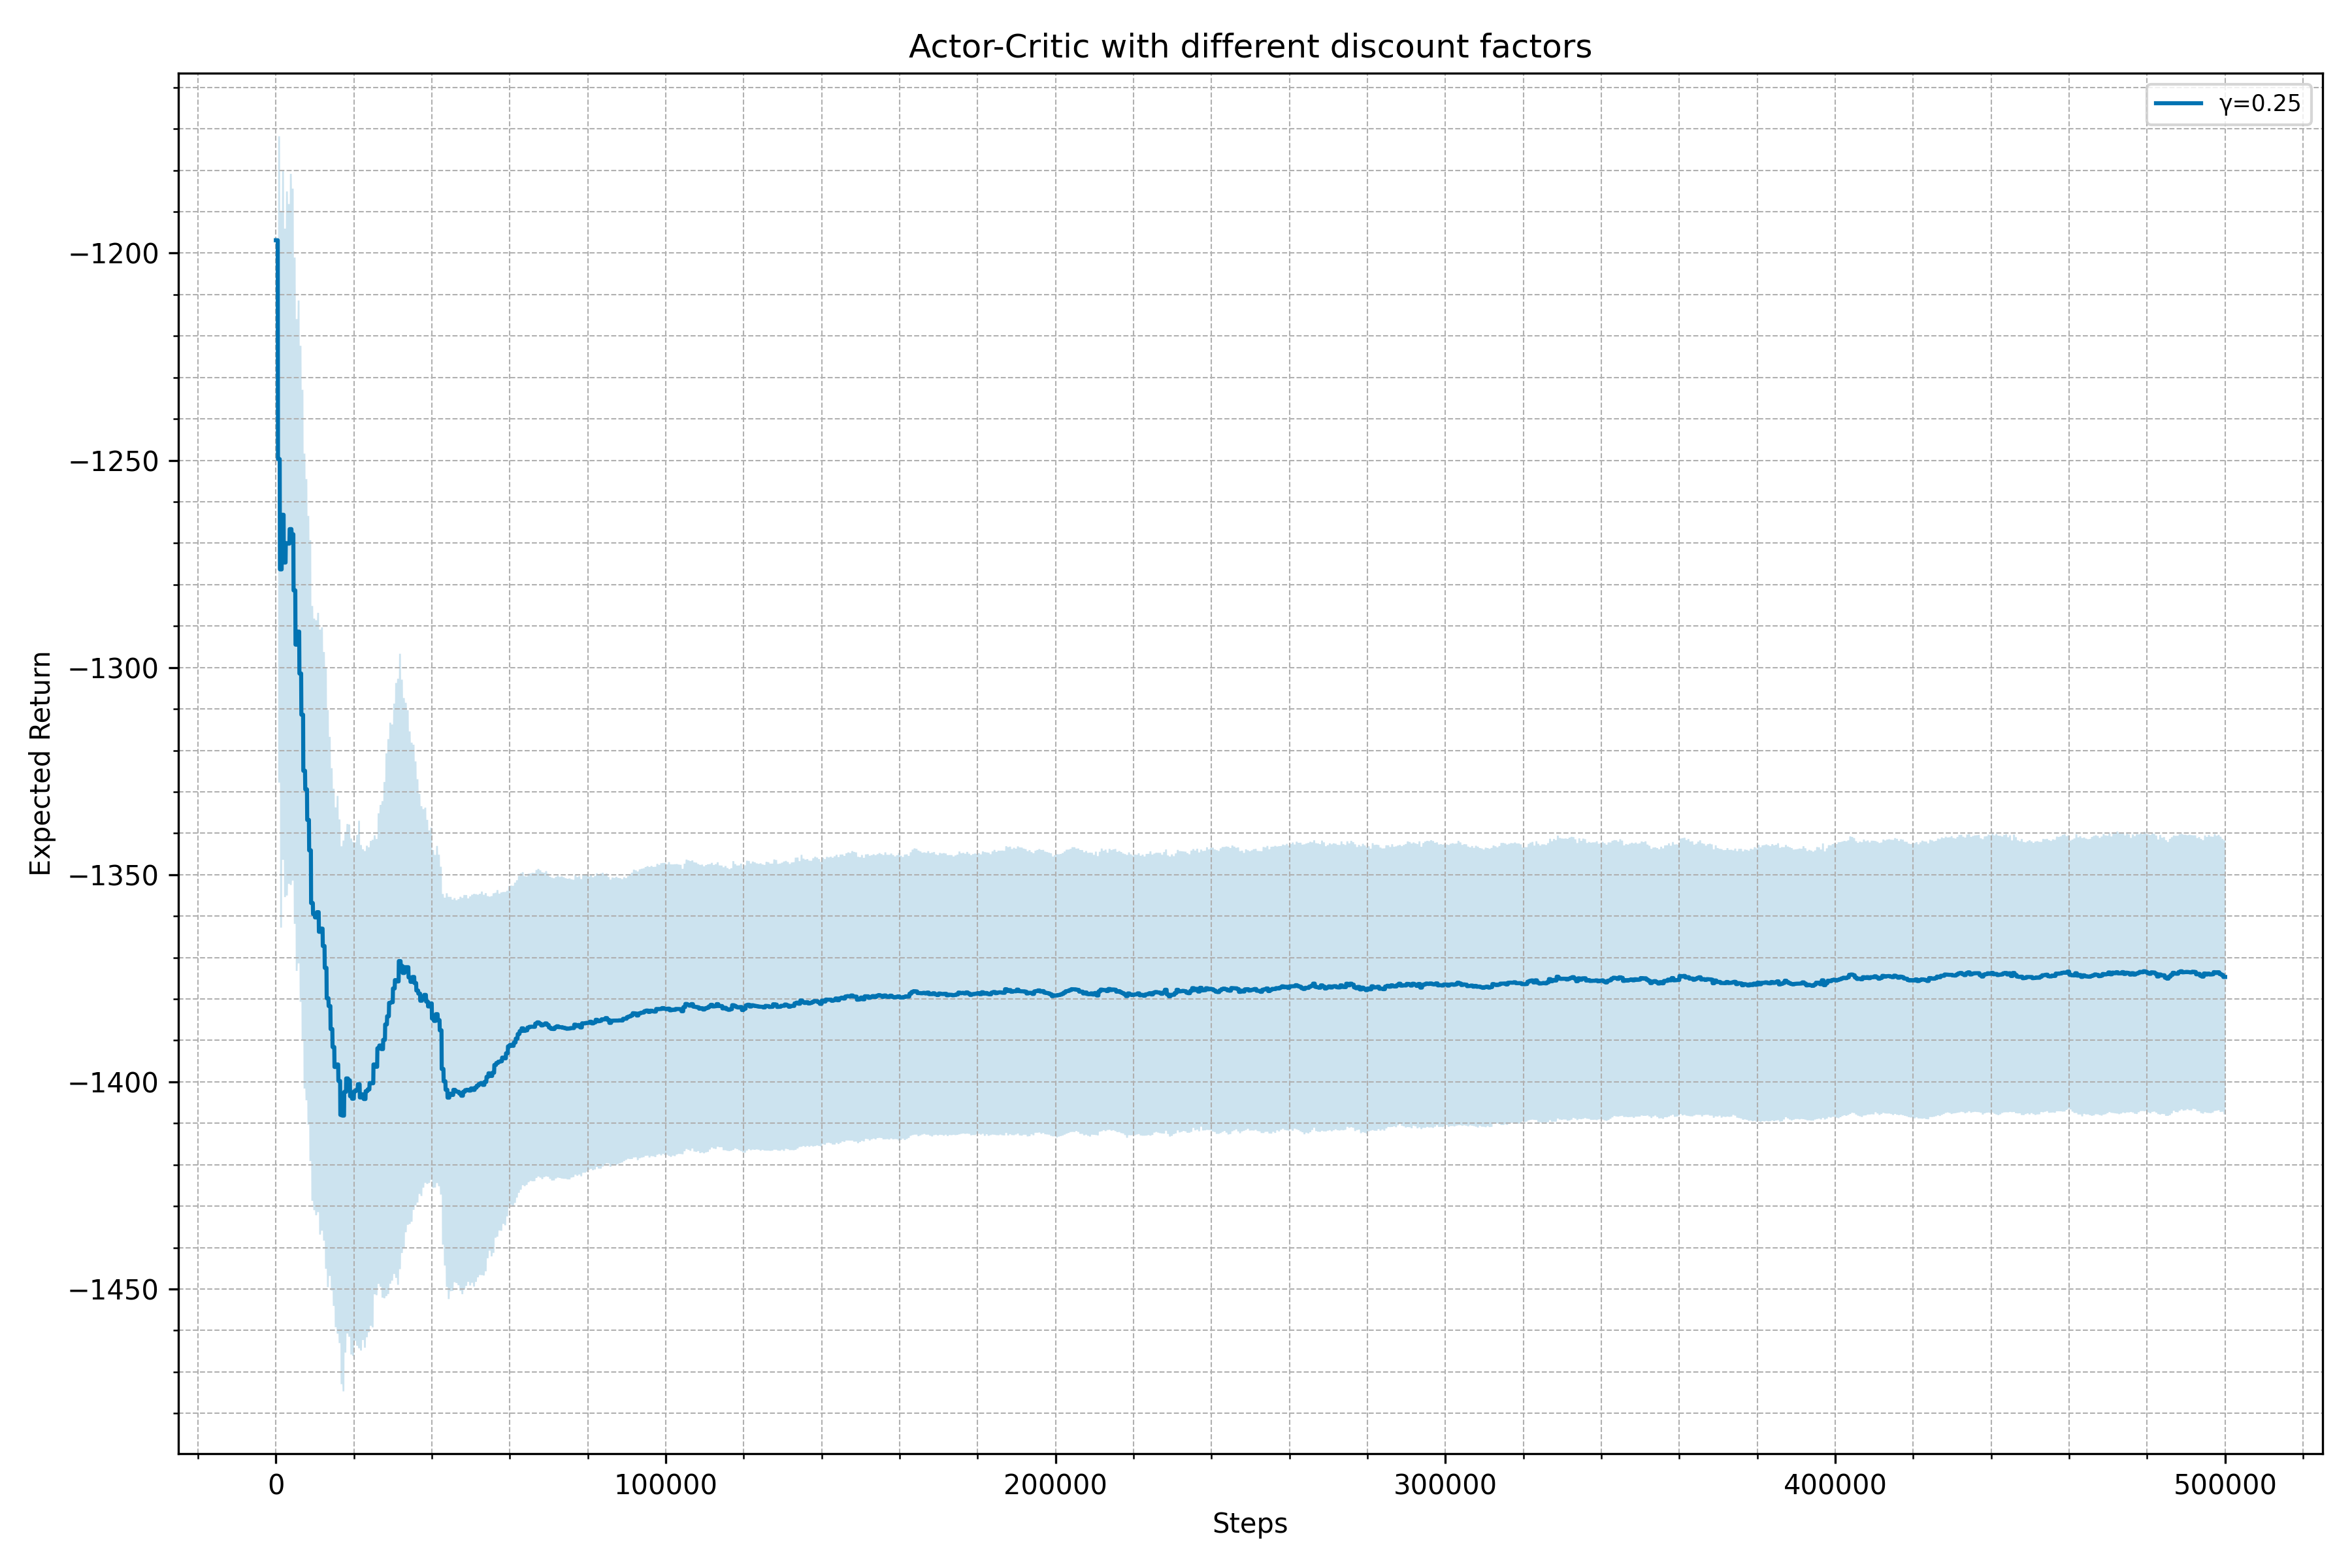 Actor-Critic with different discount factors
γ=0.25
Expected Return
−1200
−1250
−1300
−1350
−1400
−1450
0 100000 200000 300000 400000 500000
Steps